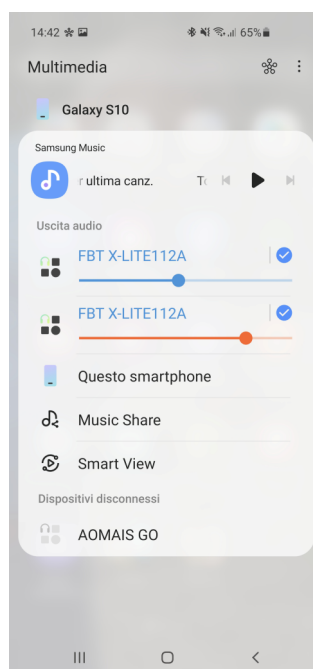 14:42 65%
Multimedia
Galaxy S10
Samsung Music
ultima canz.
Uscita audio
FBT X-LITE112A
FBT X-LITE112A
Questo smartphone
Music Share
Smart View
Dispositivi disconnessi
AOMAIS GO